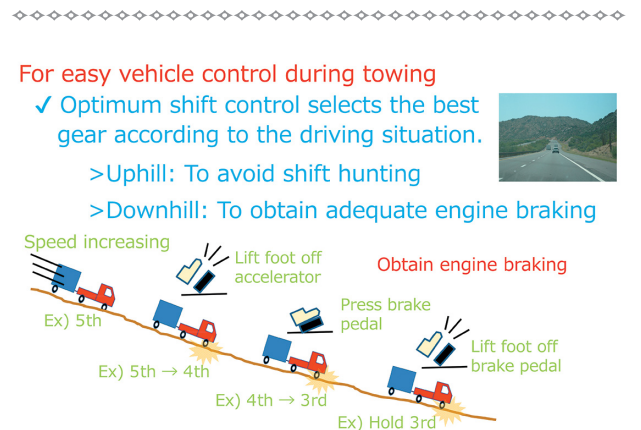 For easy vehicle control during towing
✓ Optimum shift control selects the best
gear according to the driving situation.
>Uphill: To avoid shift hunting
>Downhill: To obtain adequate engine braking
Speed increasing
Lift foot off
accelerator
Obtain engine braking
Press brake
pedal
Lift foot off
brake pedal
Ex) 5th
Ex) 5th → 4th
Ex) 4th → 3rd
Ex) Hold 3rd